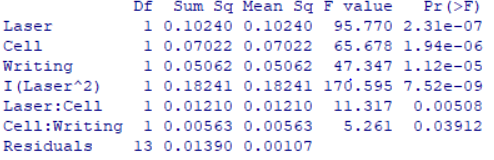 Df Sum Sq Mean Sq F value Pr(>F)
Laser 1 0.10240 0.10240 95.770 2.31e-07
Cell 1 0.07022 0.07022 65.678 1.94e-06
Writing 1 0.05062 0.05062 47.347 1.12e-05
I(Laser^2) 1 0.18241 0.18241 170.595 7.52e-09
Laser:Cell 1 0.01210 0.01210 11.317 0.00508
Cell:Writing 1 0.00563 0.00563 5.261 0.03912
Residuals 13 0.01390 0.00107